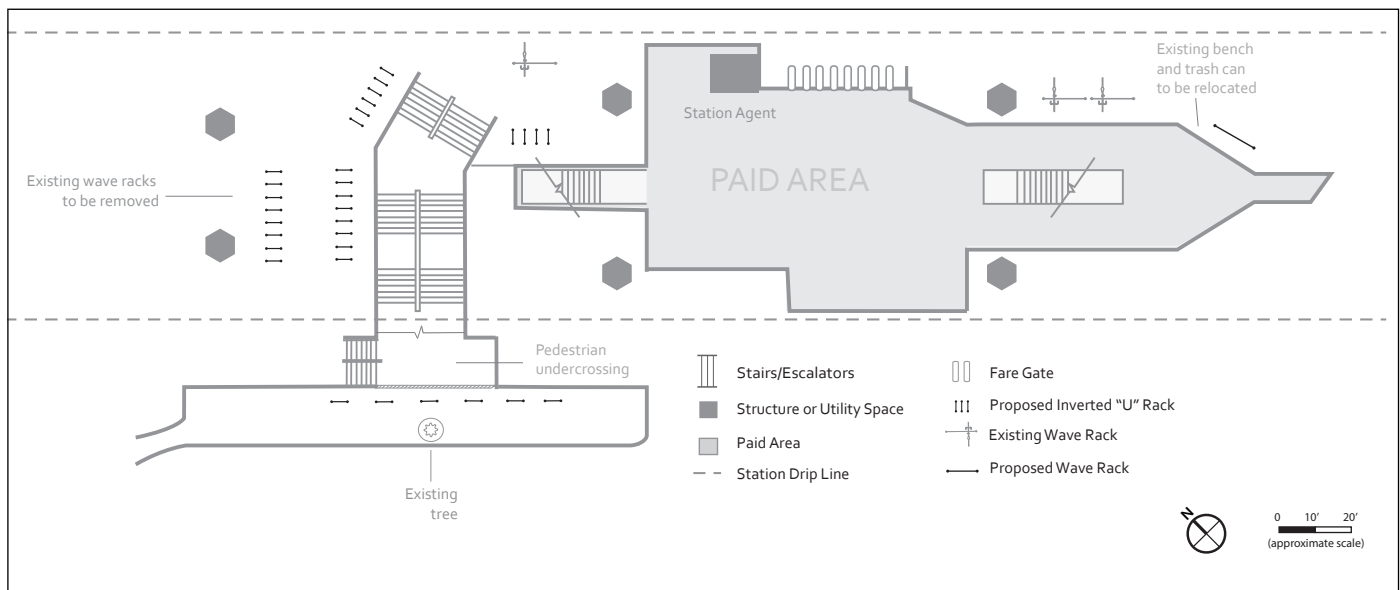 Existing bench
and trash can
to be relocated
Station Agent
PAID AREA
Existing wave racks
to be removed
Pedestrian
undercrossing
Existing
tree
Stairs/Escalators
Structure or Utility Space
Paid Area
Station Drip Line
Fare Gate
Proposed Inverted “U” Rack
Existing Wave Rack
Proposed Wave Rack
N
0 10’ 20’
(approximate scale)